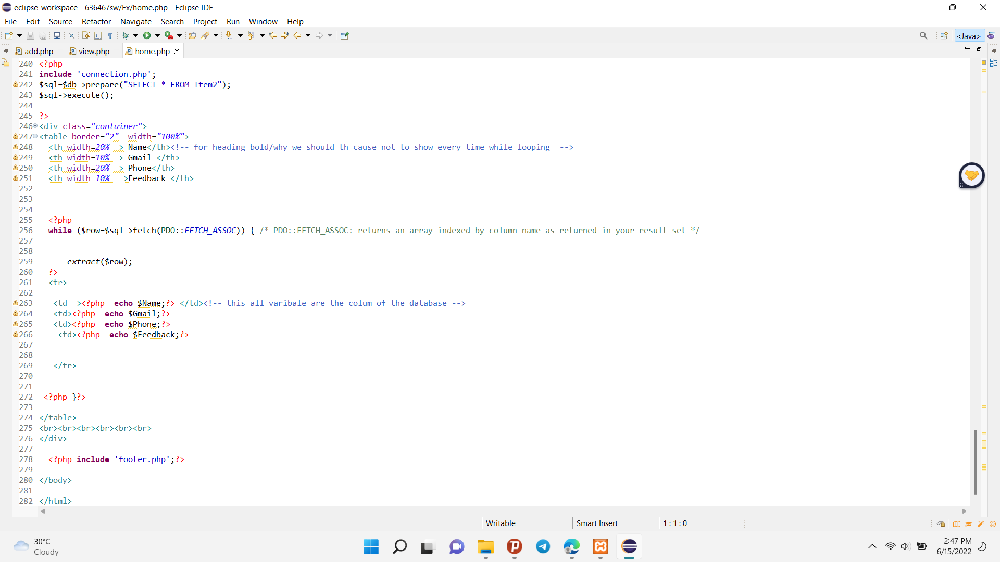 eclipse-workspace - 636467sw/Ex/home.php - Eclipse IDE
File Edit Source Refactor Navigate Search Project Run Window Help
<Java>
add.php view.php home.php
240 <?php
241 include 'connection.php';
242 $sql=$db->prepare("SELECT * FROM Item2");
243 $sql->execute();
244
245 ?>
246 <div class="container">
247 <table border="2"  width="100%">
248   <th width=20%  > Name</th><!-- for heading bold/why we should th cause not to show every time while looping  -->
249   <th width=10%  > Gmail </th>
250   <th width=20%  > Phone</th>
251   <th width=10%   >Feedback </th>
252
253
254
255   <?php
256   while ($row=$sql->fetch(PDO::FETCH_ASSOC)) { /* PDO::FETCH_ASSOC: returns an array indexed by column name as returned in your result set */
257
258
259       extract($row);
260   ?>
261   <tr>
262
263    <td  ><?php  echo $Name;?> </td><!-- this all varibale are the colum of the database -->
264    <td><?php  echo $Gmail;?>
265    <td><?php  echo $Phone;?>
266     <td><?php  echo $Feedback;?>
267
268
269    </tr>
270
271
272  <?php }?>
273
274 </table>
275 <br><br><br><br><br><br>
276 </div>
277
278   <?php include 'footer.php';?>
279
280 </body>
281
282 </html>
Writable Smart Insert 1 : 1 : 0
30°C
Cloudy
2:47 PM
6/15/2022